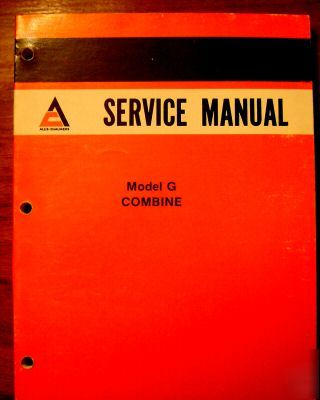 ALLIS-CHALMERS
SERVICE MANUAL
Model G
COMBINE